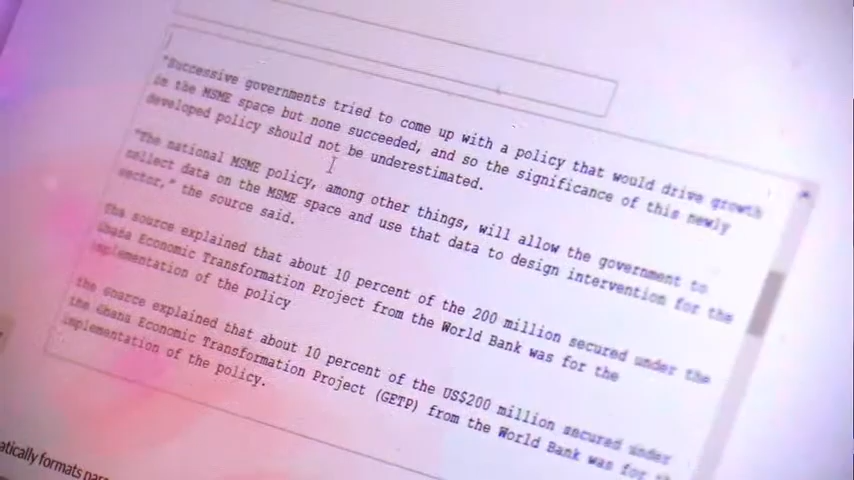 "Successive governments tried to come up with a policy that would drive growth
in the MSME space but none succeeded, and so the significance of this newly
developed policy should not be underestimated.
"The national MSME policy, among other things, will allow the government to
collect data on the MSME space and use that data to design intervention for the
sector," the source said.
The source explained that about 10 percent of the 200 million secured under the
Ghana Economic Transformation Project from the World Bank was for the
implementation of the policy
the source explained that about 10 percent of the US$200 million secured under
the Ghana Economic Transformation Project (GETP) from the World Bank was for
implementation of the policy.
atically formats